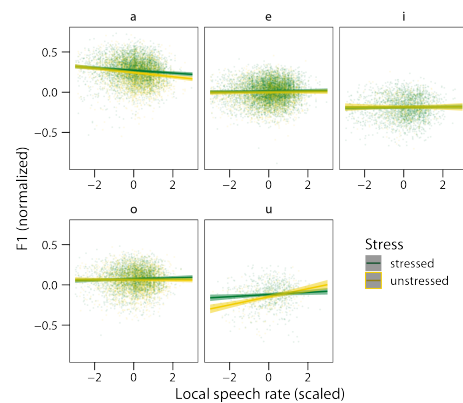 a e i
0.5
0.0
−0.5
−2 0 2 −2 0 2 −2 0 2
F1 (normalized)
o u
0.5
0.0
−0.5
−2 0 2 −2 0 2
Stress
stressed
unstressed
Local speech rate (scaled)